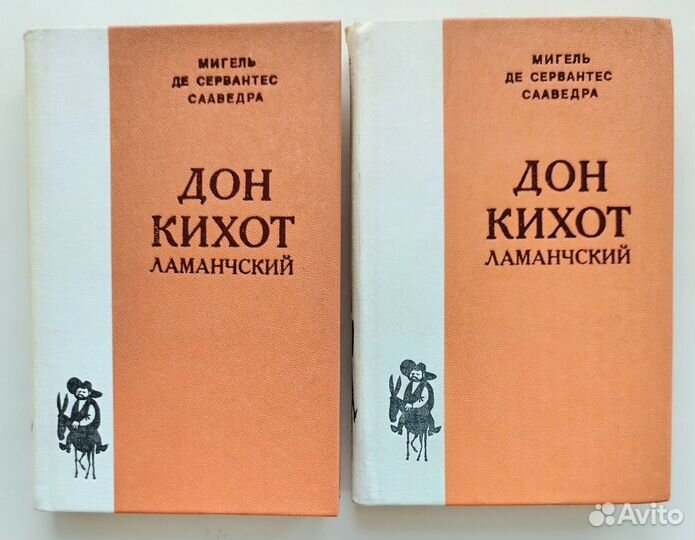 МИГЕЛЬ
ДЕ СЕРВАНТЕС
СААВЕДРА
ДОН
КИХОТ
ЛАМАНЧСКИЙ
МИГЕЛЬ
ДЕ СЕРВАНТЕС
СААВЕДРА
ДОН
КИХОТ
ЛАМАНЧСКИЙ
Avito